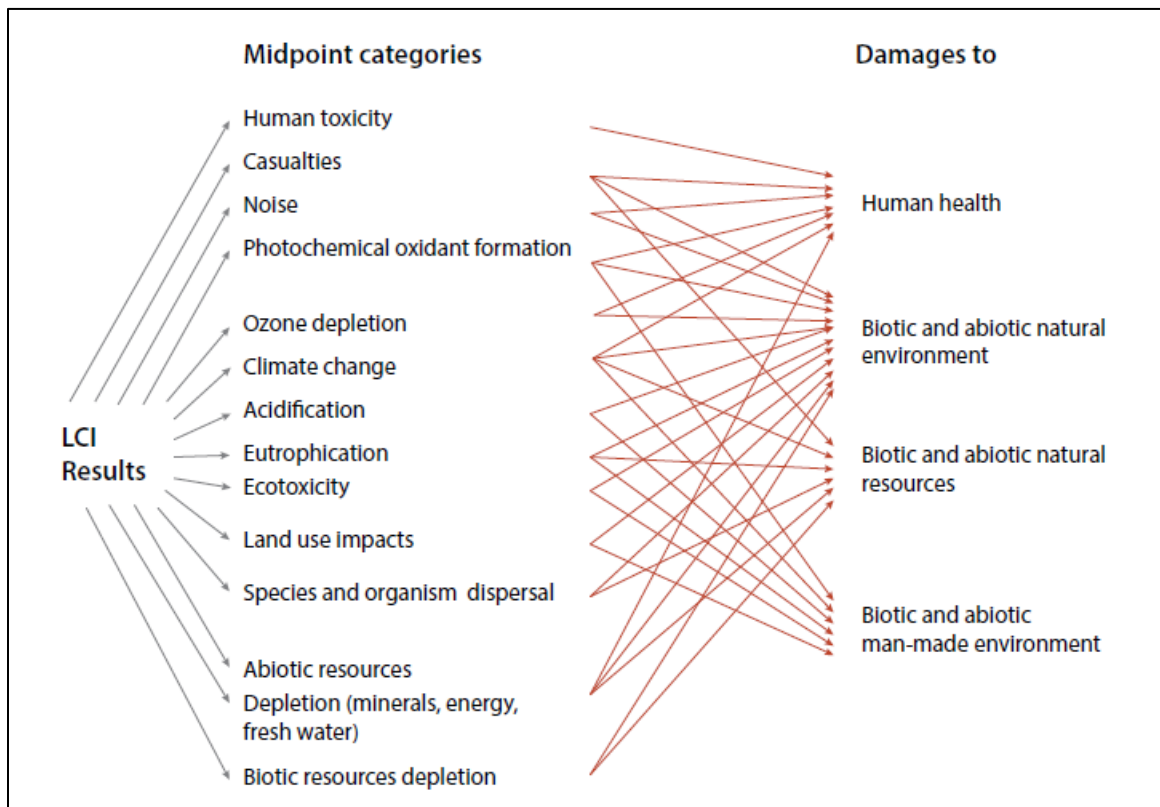 Midpoint categories
Damages to
Human toxicity
Casualties
Noise
Photochemical oxidant formation
Ozone depletion
Climate change
Acidification
LCI
Results
Eutrophication
Ecotoxicity
Land use impacts
Species and organism dispersal
Abiotic resources
Depletion (minerals, energy,
fresh water)
Biotic resources depletion
Human health
Biotic and abiotic natural
environment
Biotic and abiotic natural
resources
Biotic and abiotic
man-made environment